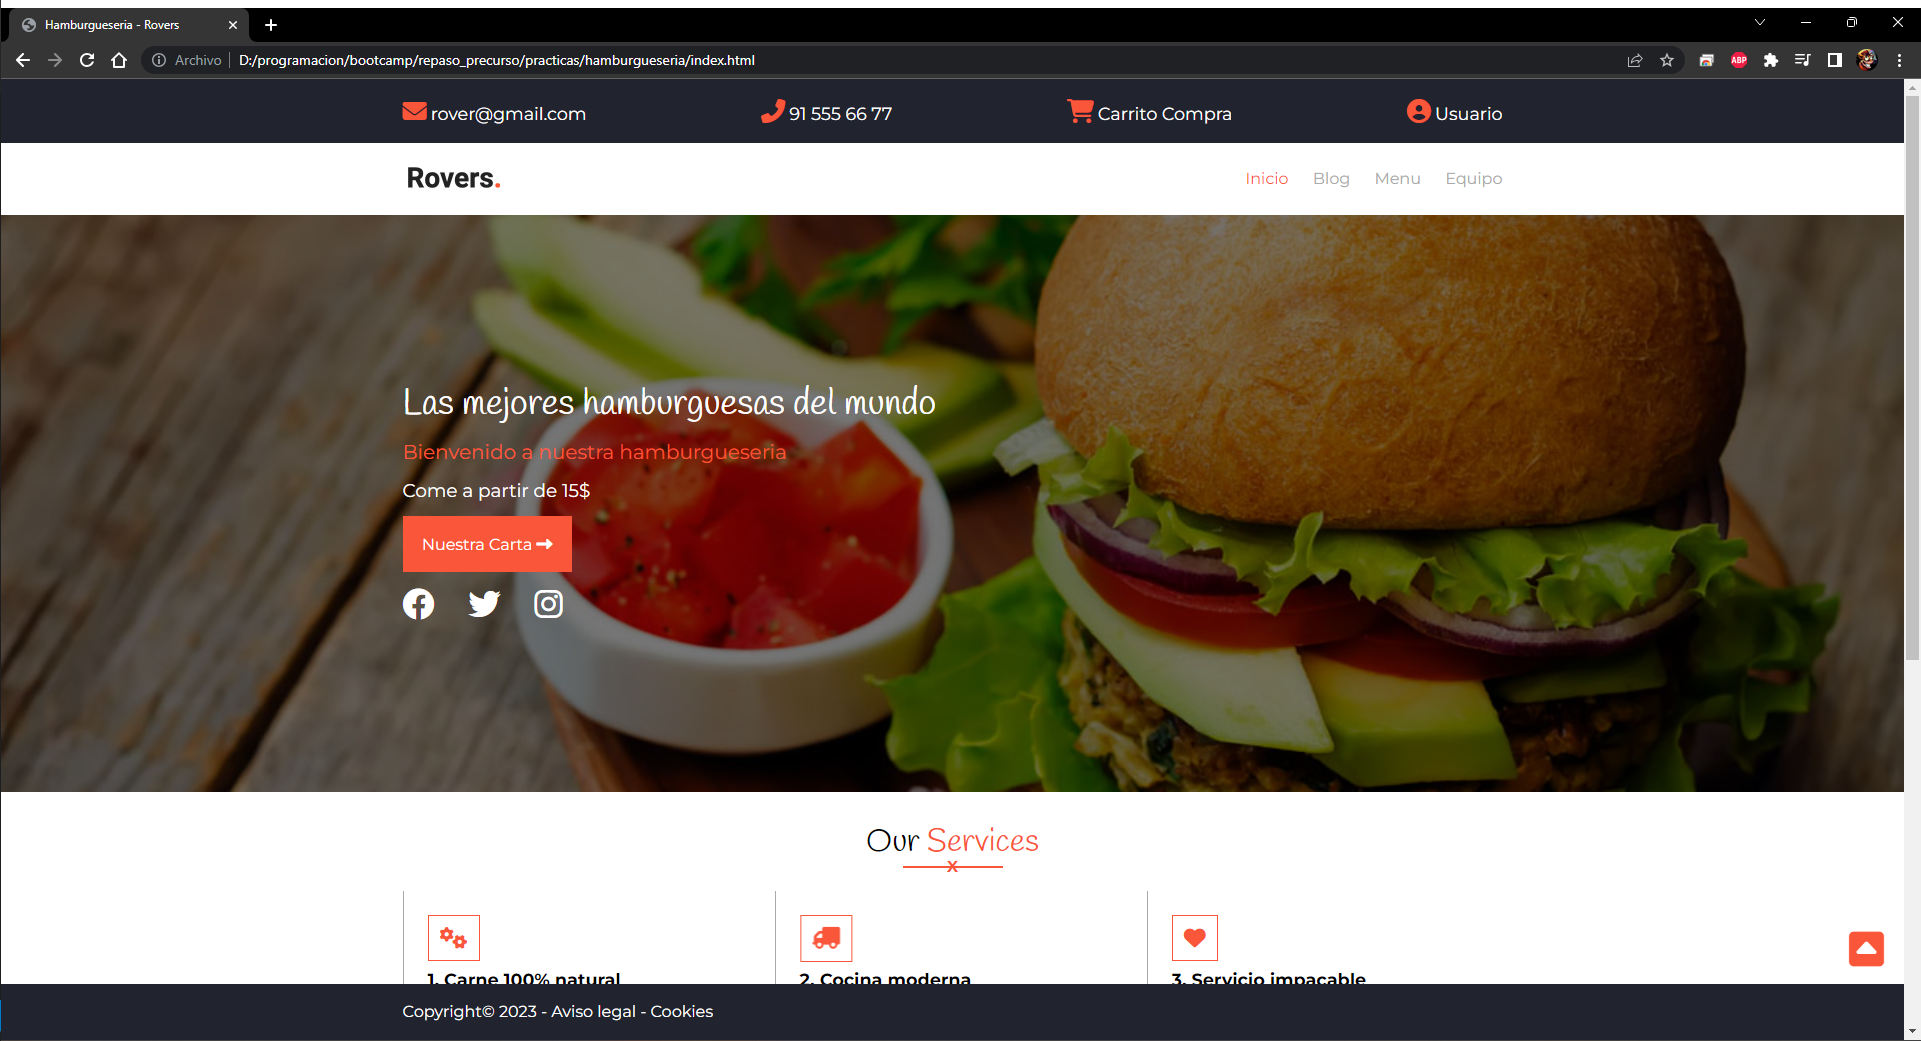 Hamburgueseria - Rovers
Archivo D:/programacion/bootcamp/repaso_precurso/practicas/hamburgueseria/index.html
ABP
rover@gmail.com 91 555 66 77 Carrito Compra Usuario
Rovers. Inicio Blog Menu Equipo
Las mejores hamburguesas del mundo
Bienvenido a nuestra hamburgueseria
Come a partir de 15$
Nuestra Carta
Our Services
x
1. Carne 100% natural 2. Cocina moderna 3. Servicio impacable
Copyright© 2023 - Aviso legal - Cookies